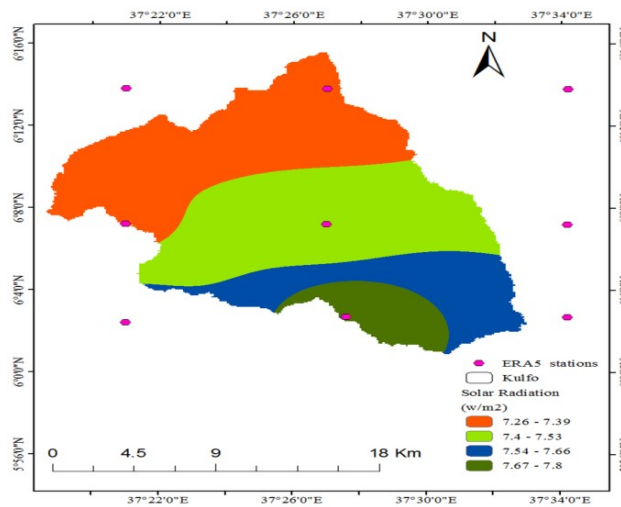 37°22'0"E 37°26'0"E 37°30'0"E 37°34'0"E
N
6°16'0"N
6°12'0"N
6°8'0"N
6°4'0"N
6°0'0"N
5°56'0"N
ERA5 stations
Kulfo
Solar Radiation
(w/m2)
7.26 - 7.39
7.4 - 7.53
7.54 - 7.66
7.67 - 7.8
0 4.5 9 18 Km
37°22'0"E 37°26'0"E 37°30'0"E 37°34'0"E